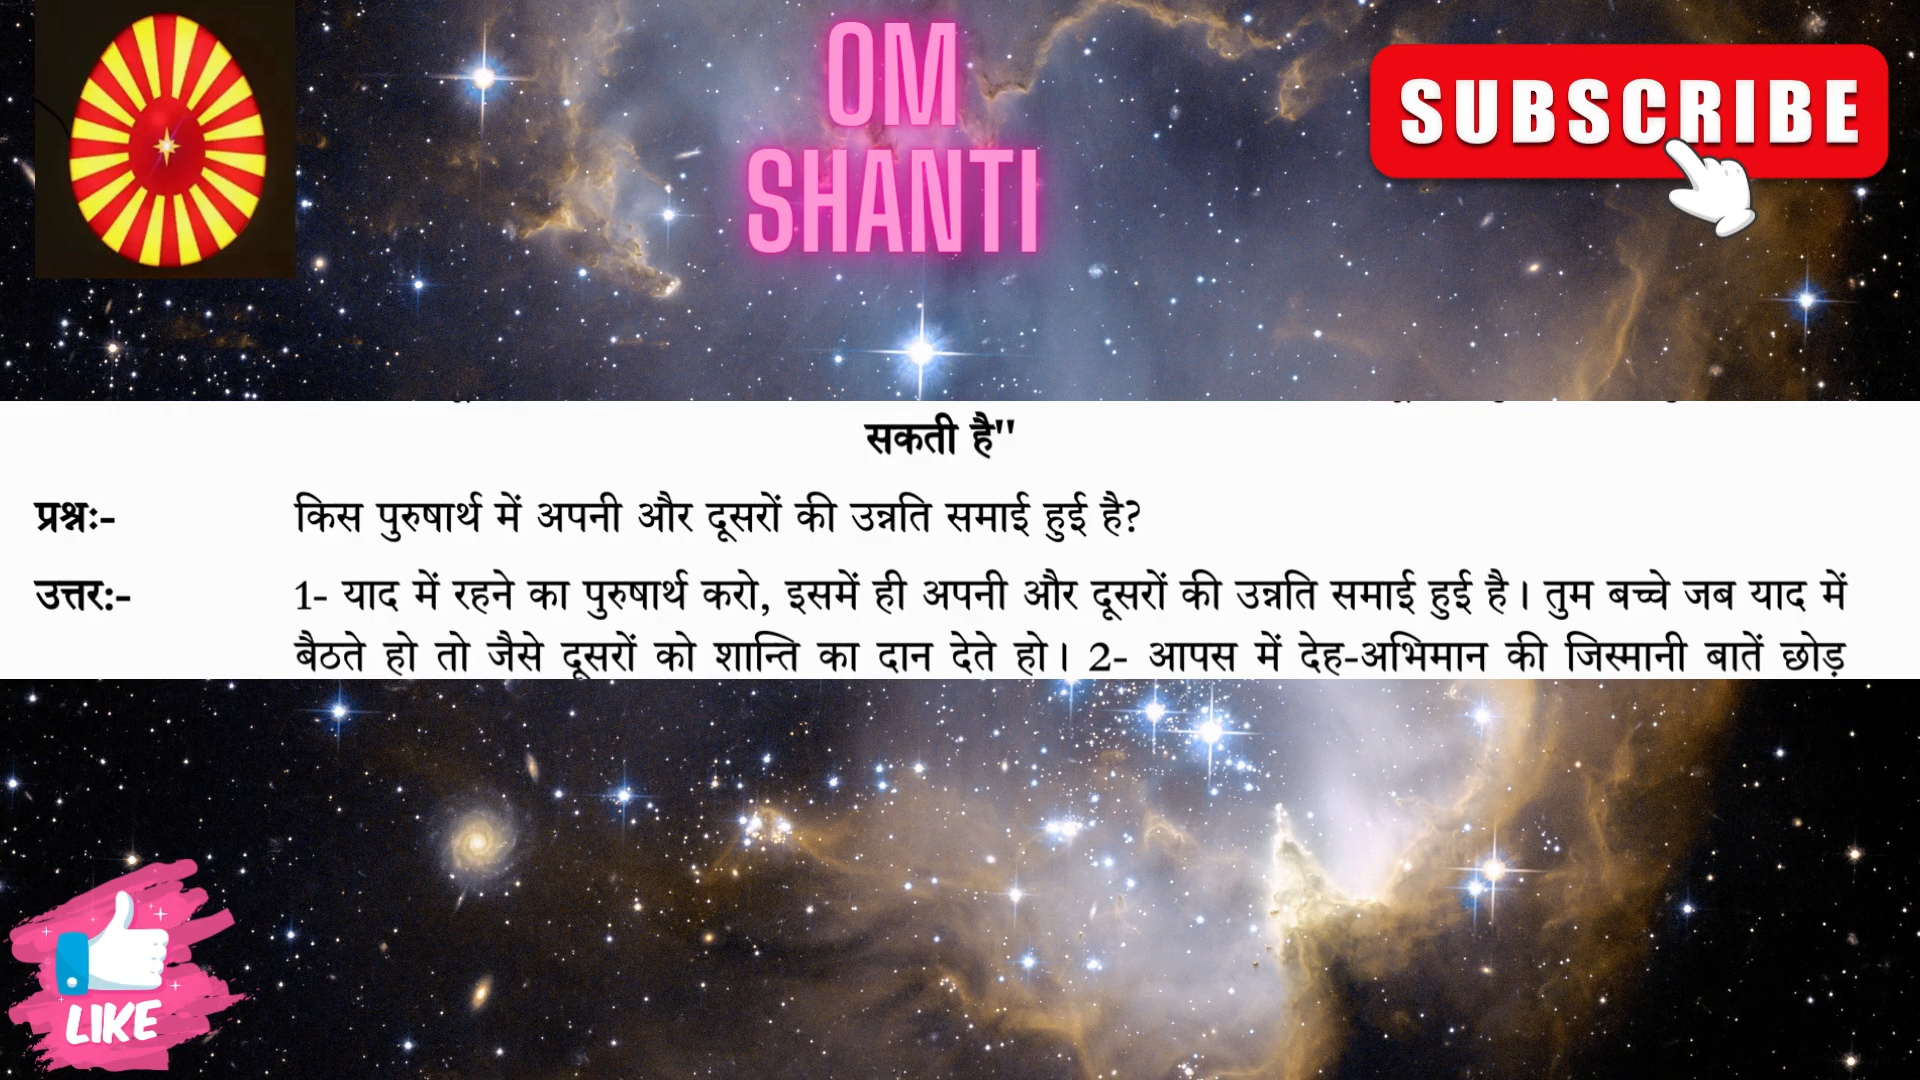 OM
SHANTI
SUBSCRIBE
सकती है"
प्रश्नः- किस पुरुषार्थ में अपनी और दूसरों की उन्नति समाई हुई है?
उत्तर:- 1- याद में रहने का पुरुषार्थ करो, इसमें ही अपनी और दूसरों की उन्नति समाई हुई है। तुम बच्चे जब याद में
बैठते हो तो जैसे दूसरों को शान्ति का दान देते हो। 2- आपस में देह-अभिमान की जिस्मानी बातें छोड़
LIKE